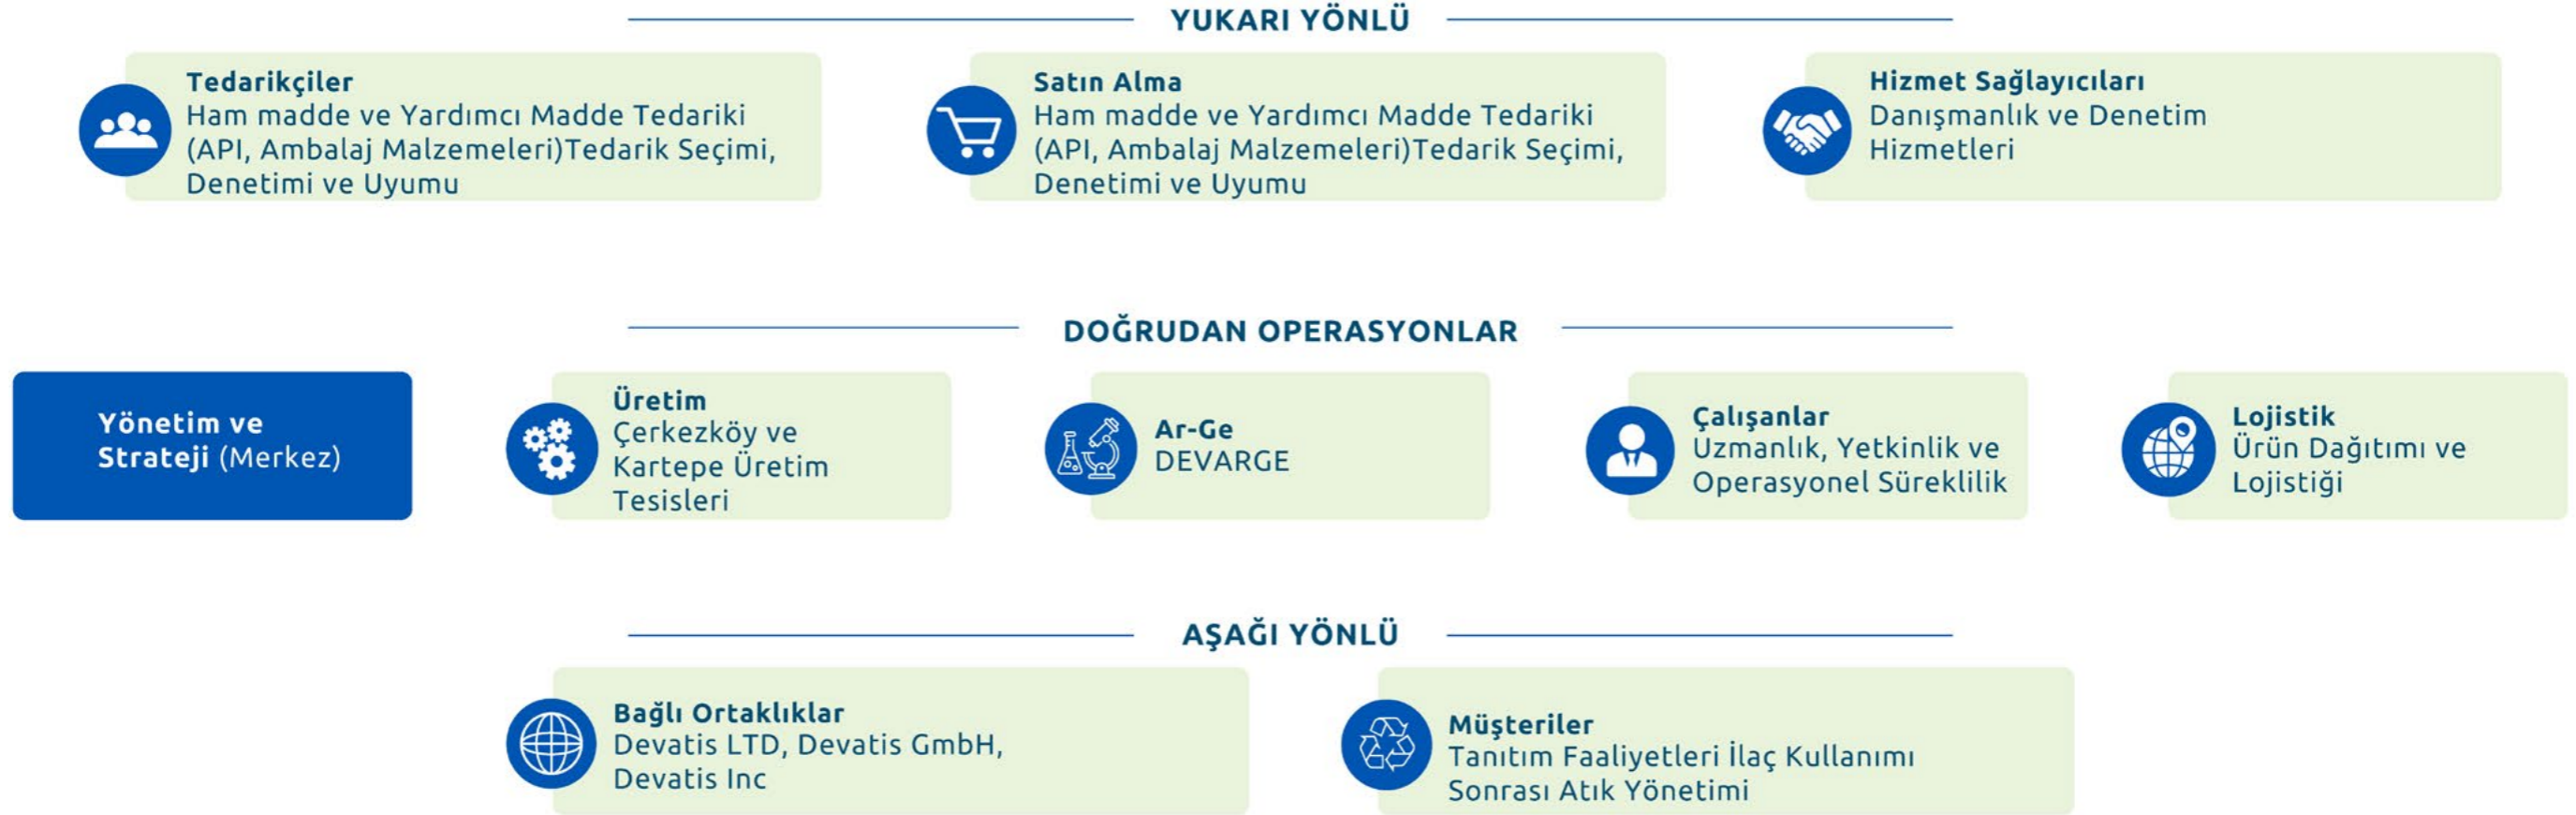 YUKARI YÖNLÜ
Tedarikçiler
Ham madde ve Yardımcı Madde Tedariki
(API, Ambalaj Malzemeleri)Tedarik Seçimi,
Denetimi ve Uyumu
Satın Alma
Ham madde ve Yardımcı Madde Tedariki
(API, Ambalaj Malzemeleri)Tedarik Seçimi,
Denetimi ve Uyumu
Hizmet Sağlayıcıları
Danışmanlık ve Denetim
Hizmetleri
DOĞRUDAN OPERASYONLAR
Yönetim ve
Strateji (Merkez)
Üretim
Çerkezköy ve
Kartepe Üretim
Tesisleri
Ar-Ge
DEVARGE
Çalışanlar
Uzmanlık, Yetkinlik ve
Operasyonel Süreklilik
Lojistik
Ürün Dağıtımı ve
Lojistiği
AŞAĞI YÖNLÜ
Bağlı Ortaklıklar
Devatis LTD, Devatis GmbH,
Devatis Inc
Müşteriler
Tanıtım Faaliyetleri İlaç Kullanımı
Sonrası Atık Yönetimi